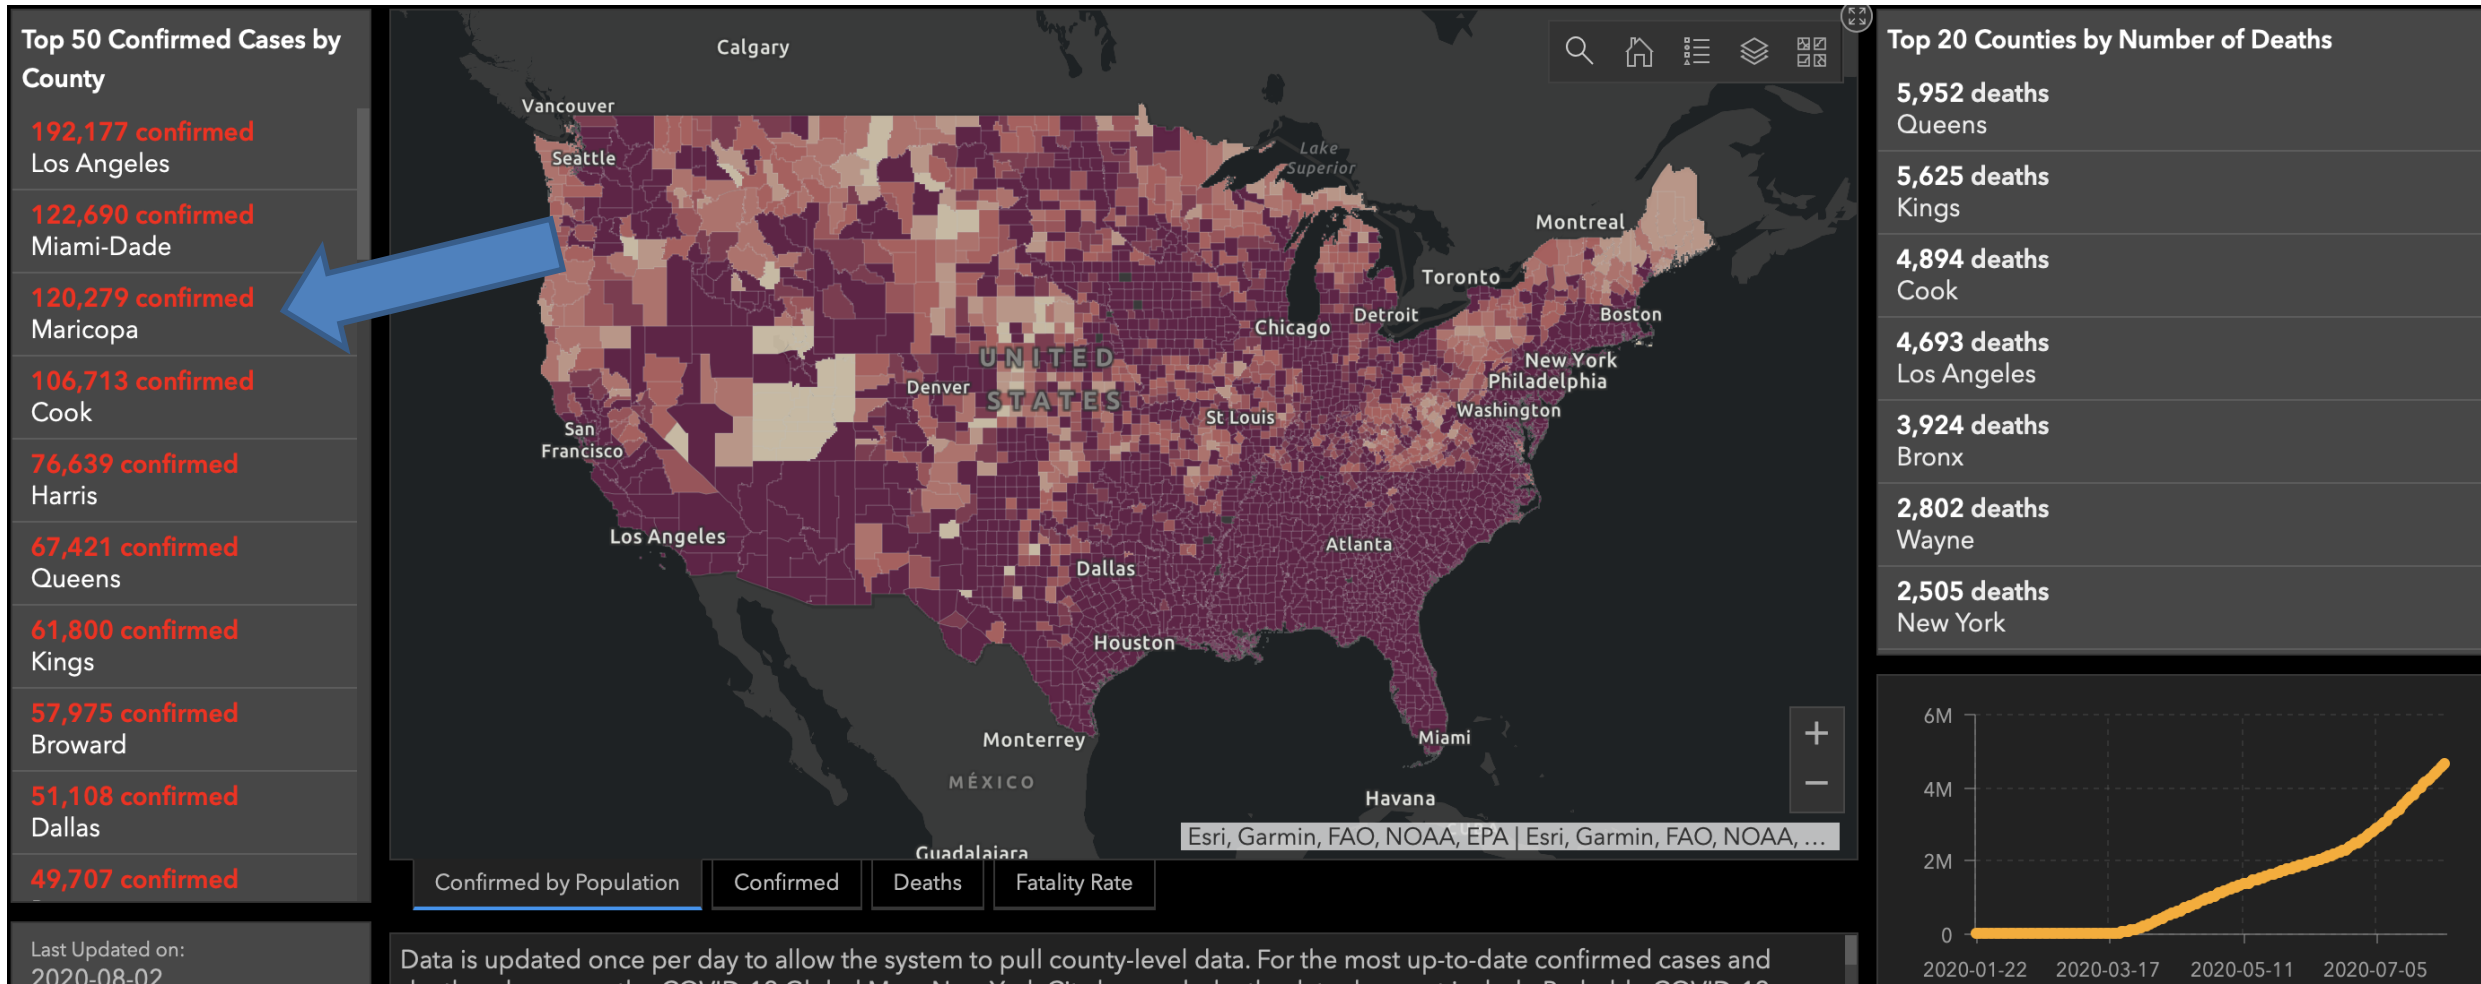 Top 50 Confirmed Cases by
County
192,177 confirmed
Los Angeles
122,690 confirmed
Miami-Dade
120,279 confirmed
Maricopa
106,713 confirmed
Cook
76,639 confirmed
Harris
67,421 confirmed
Queens
61,800 confirmed
Kings
57,975 confirmed
Broward
51,108 confirmed
Dallas
49,707 confirmed
Last Updated on:
2020-08-02
Calgary
Vancouver
Seattle
Lake
Superior
Montreal
Toronto
Boston
Detroit
Chicago
UNITED
STATES
New York
Philadelphia
Denver
Washington
St Louis
San
Francisco
Los Angeles
Atlanta
Dallas
Houston
Monterrey
Miami
MÉXICO
Havana
Guadalajara
+
−
Esri, Garmin, FAO, NOAA, EPA | Esri, Garmin, FAO, NOAA, ...
Confirmed by Population
Confirmed
Deaths
Fatality Rate
Data is updated once per day to allow the system to pull county-level data. For the most up-to-date confirmed cases and
Top 20 Counties by Number of Deaths
5,952 deaths
Queens
5,625 deaths
Kings
4,894 deaths
Cook
4,693 deaths
Los Angeles
3,924 deaths
Bronx
2,802 deaths
Wayne
2,505 deaths
New York
6M
4M
2M
0
2020-01-22 2020-03-17 2020-05-11 2020-07-05